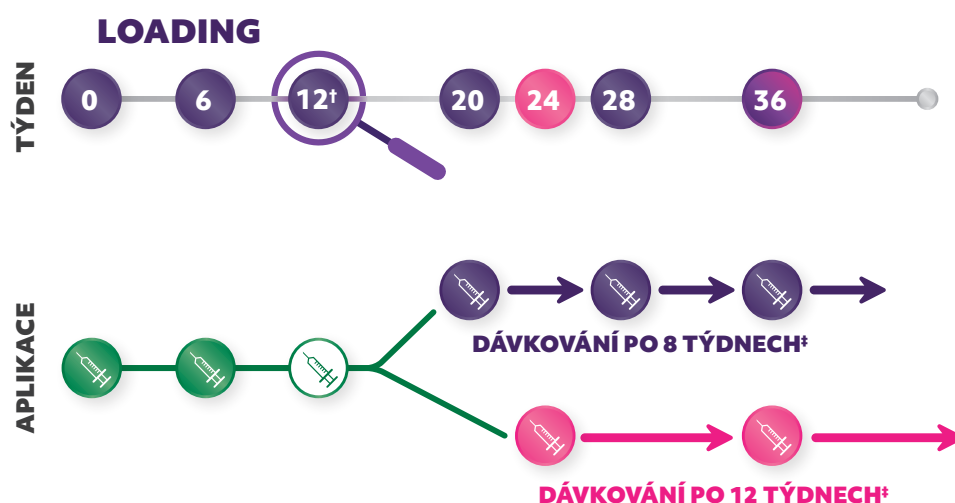 LOADING
TÝDEN
0 6 12† 20 24 28 36
APLIKACE
DÁVKOVÁNÍ PO 8 TÝDNECH‡
DÁVKOVÁNÍ PO 12 TÝDNECH‡